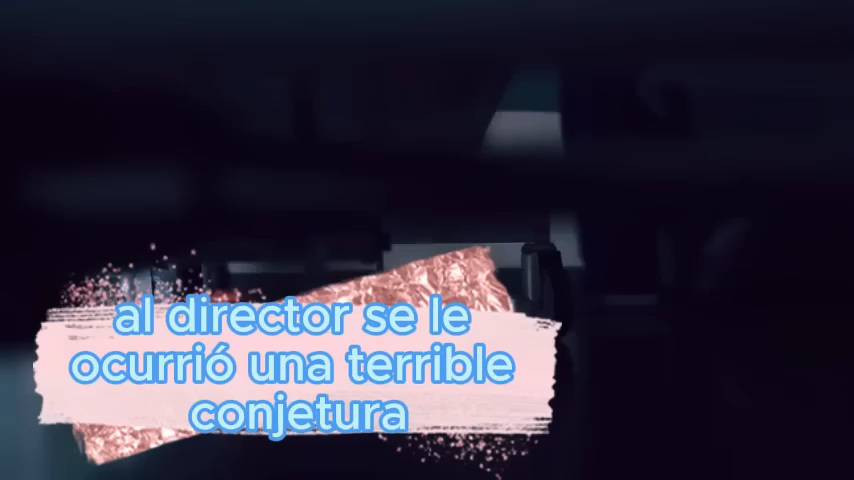 al director se le
ocurrió una terrible
conjetura